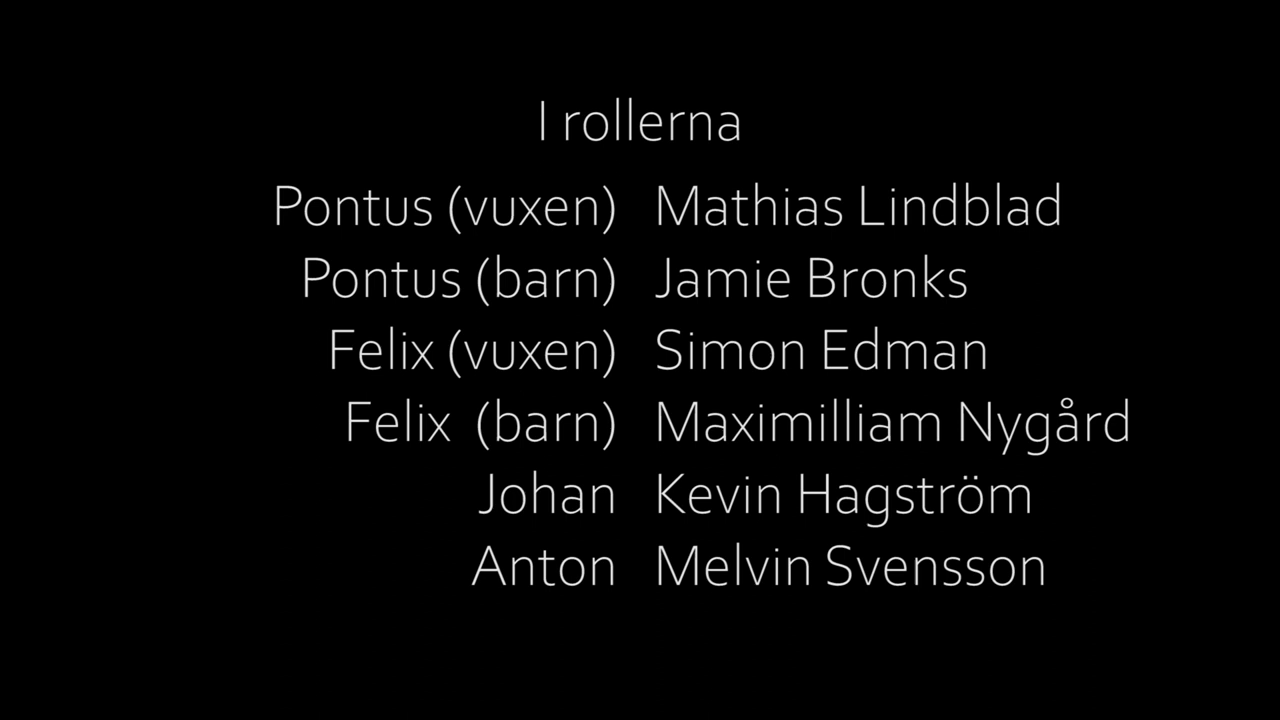 I rollerna
Pontus (vuxen) Mathias Lindblad
Pontus (barn) Jamie Bronks
Felix (vuxen) Simon Edman
Felix (barn) Maximilliam Nygård
Johan Kevin Hagström
Anton Melvin Svensson